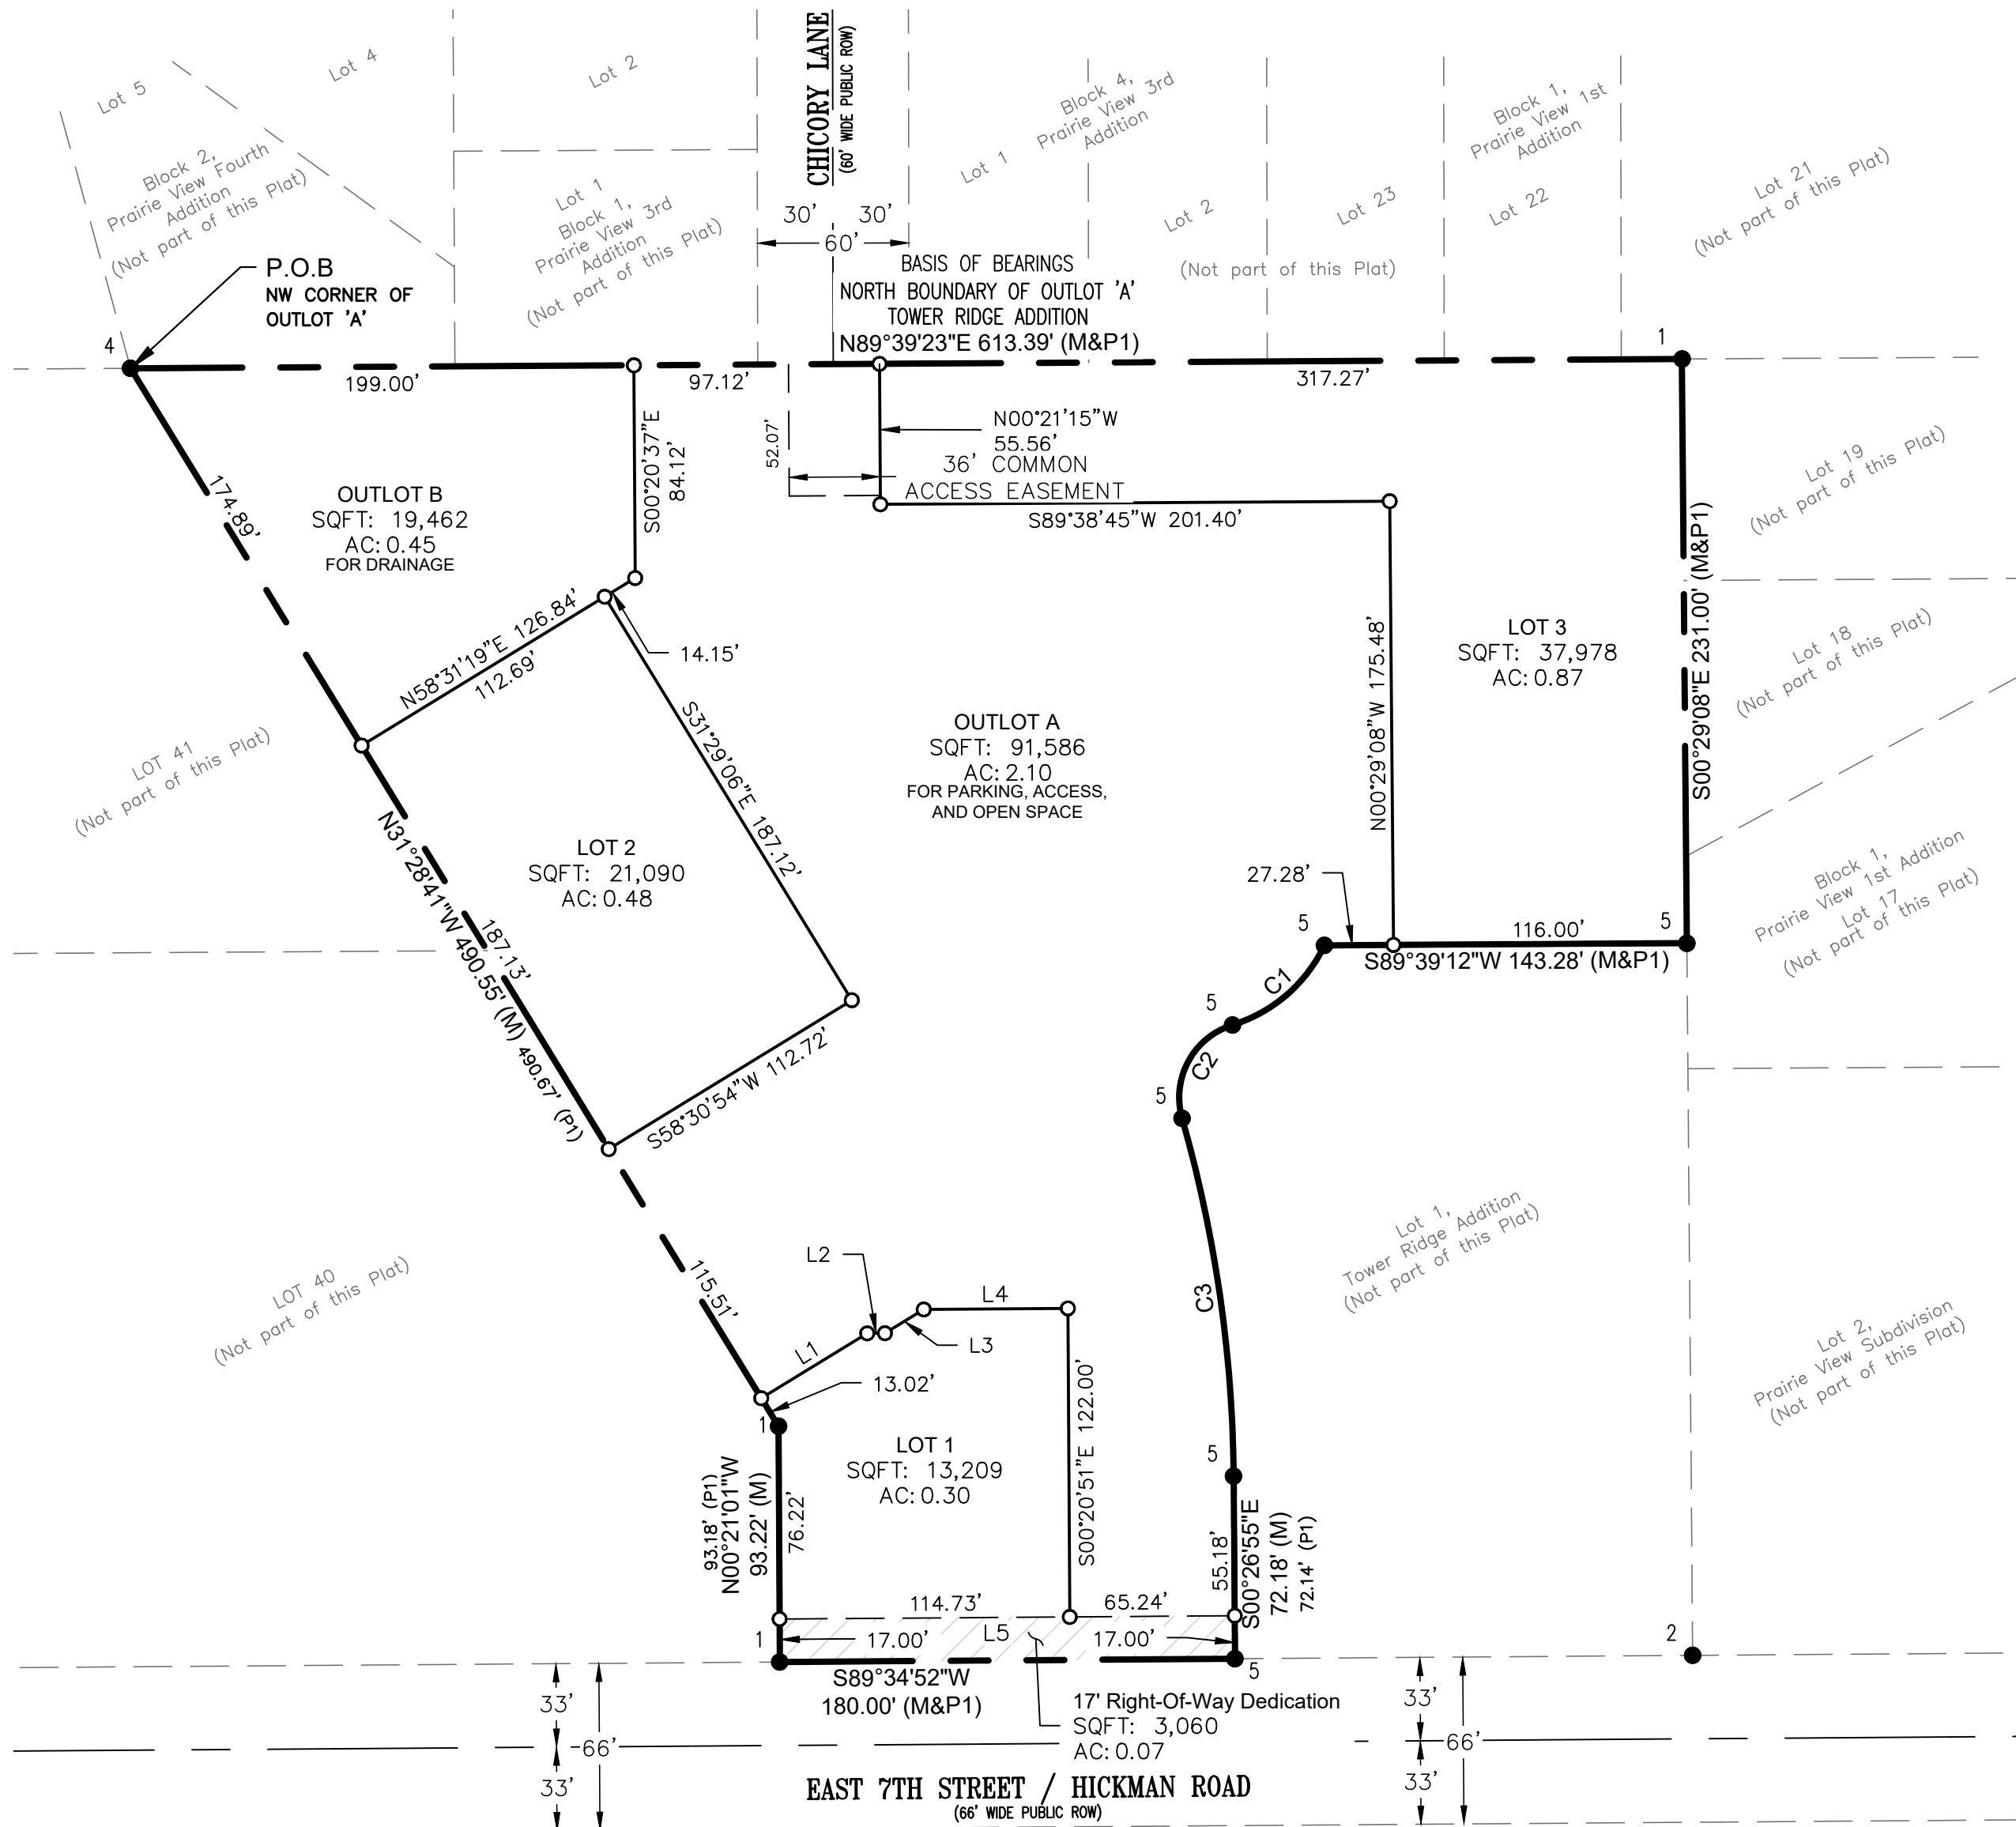 CHICORY LANE
(60' WIDE PUBLIC ROW)
Lot 5
Lot 4
Lot 2
Block 2,
Prairie View Fourth
Addition
(Not part of this Plat)
Lot 1
Block 1,
Prairie View 3rd
Addition
(Not part of this Plat)
Lot 1
Block 4,
Prairie View 3rd
Addition
Lot 2
Lot 23
(Not part of this Plat)
Block 1,
Prairie View 1st
Addition
Lot 22
Lot 21
(Not part of this Plat)
30' 30'
60'
P.O.B
NW CORNER OF
OUTLOT 'A'
BASIS OF BEARINGS
NORTH BOUNDARY OF OUTLOT 'A'
TOWER RIDGE ADDITION
N89°39'23"E 613.39' (M&P1)
4
1
199.00'
97.12'
317.27'
52.07'
S00°20'37"E
84.12'
N00°21'15"W
55.56'
36' COMMON
ACCESS EASEMENT
S89°38'45"W 201.40'
174.89'
OUTLOT B
SQFT: 19,462
AC: 0.45
FOR DRAINAGE
N58°31'19"E 126.84'
112.69'
14.15'
S31°29'06"E 187.12'
Lot 19
(Not part of this Plat)
S00°29'08"E 231.00' (M&P1)
N00°29'08"W 175.48'
LOT 3
SQFT: 37,978
AC: 0.87
Lot 18
(Not part of this Plat)
OUTLOT A
SQFT: 91,586
AC: 2.10
FOR PARKING, ACCESS,
AND OPEN SPACE
LOT 41
(Not part of this Plat)
LOT 2
SQFT: 21,090
AC: 0.48
N31°28'41"W 490.55' (M) 490.67' (P1)
187.13'
S58°30'54"W 112.72'
27.28'
5
116.00'
5
S89°39'12"W 143.28' (M&P1)
Block 1,
Prairie View 1st Addition
Lot 17
(Not part of this Plat)
C1
5
C2
5
C3
Lot 1,
Tower Ridge Addition
(Not part of this Plat)
LOT 40
(Not part of this Plat)
115.51'
L2
L4
L1
L3
13.02'
1
Lot 2,
Prairie View Subdivision
(Not part of this Plat)
LOT 1
SQFT: 13,209
AC: 0.30
S00°20'51"E 122.00'
5
93.18' (P1)
N00°21'01"W
93.22' (M)
76.22'
55.18'
S00°26'55"E
72.18' (M)
72.14' (P1)
114.73'
65.24'
1
17.00'
L5
17.00'
5
2
S89°34'52"W
180.00' (M&P1)
17' Right-Of-Way Dedication
SQFT: 3,060
AC: 0.07
33'
66'
33'
33'
66'
33'
EAST 7TH STREET / HICKMAN ROAD
(66' WIDE PUBLIC ROW)